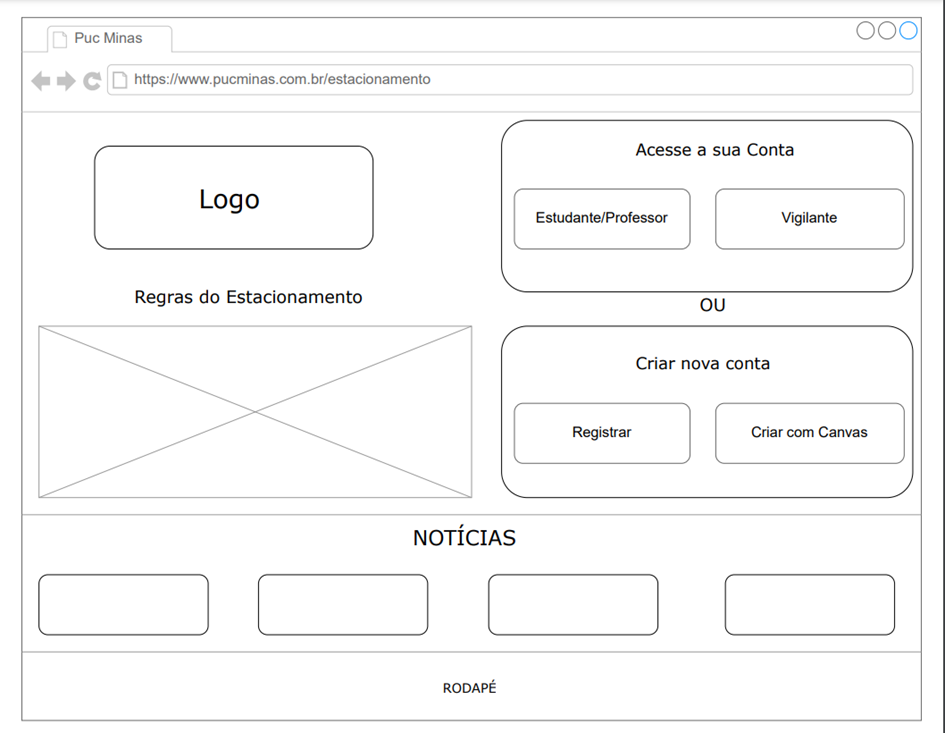 Puc Minas
https://www.pucminas.com.br/estacionamento
Logo
Regras do Estacionamento
Acesse a sua Conta
Estudante/Professor
Vigilante
OU
Criar nova conta
Registrar
Criar com Canvas
NOTÍCIAS
RODAPÉ